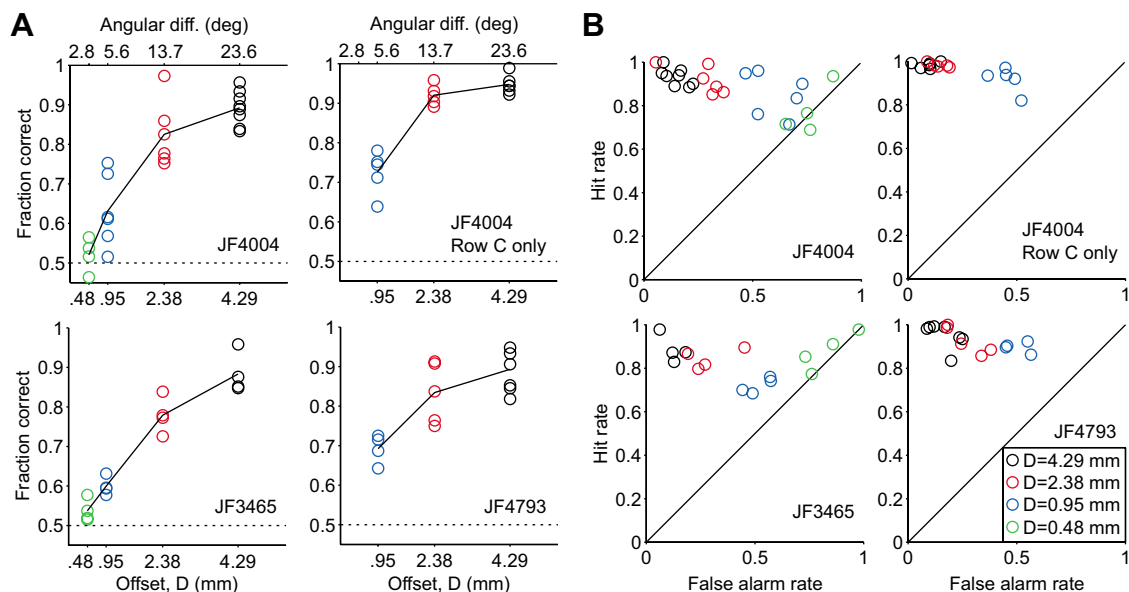 A
Angular diff. (deg)
2.8 5.6 13.7 23.6
Fraction correct
1
0.9
0.8
0.7
0.6
0.5
JF4004
.48 .95 2.38 4.29
Angular diff. (deg)
2.8 5.6 13.7 23.6
1
0.9
0.8
0.7
0.6
0.5
JF4004
Row C only
.95 2.38 4.29
Fraction correct
1
0.9
0.8
0.7
0.6
0.5
JF3465
.48 .95 2.38 4.29
Offset, D (mm)
1
0.9
0.8
0.7
0.6
0.5
JF4793
.95 2.38 4.29
Offset, D (mm)
B
Hit rate
1
0.8
0.6
0.4
0.2
0
JF4004
0 0.5 1
1
0.8
0.6
0.4
0.2
0
JF4004
Row C only
0 0.5 1
Hit rate
1
0.8
0.6
0.4
0.2
0
JF3465
0 0.5 1
False alarm rate
1
0.8
0.6
0.4
0.2
0
JF4793
D=4.29 mm
D=2.38 mm
D=0.95 mm
D=0.48 mm
0 0.5 1
False alarm rate